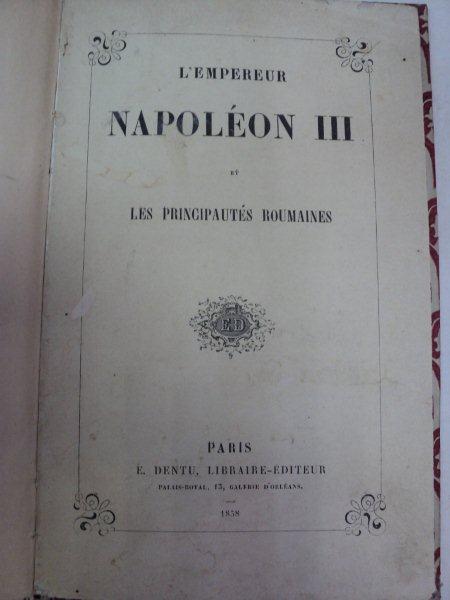 L'EMPEREUR
NAPOLÉON III
ET
LES PRINCIPAUTÉS ROUMAINES
ED
PARIS
E. DENTU, LIBRAIRE-ÉDITEUR
PALAIS-ROYAL, 13, GALERIE D'ORLÉANS.
1858